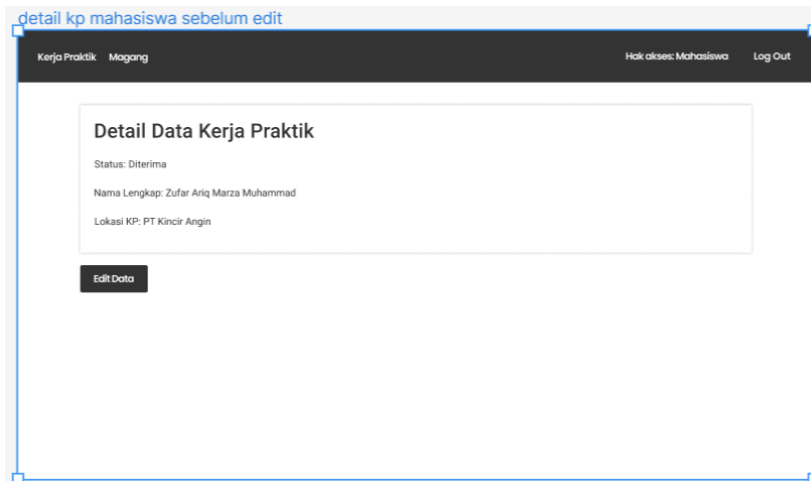 detail kp mahasiswa sebelum edit
Kerja Praktik Magang Hak akses: Mahasiswa Log Out
Detail Data Kerja Praktik
Status: Diterima
Nama Lengkap: Zufar Ariq Marza Muhammad
Lokasi KP: PT Kincir Angin
Edit Data